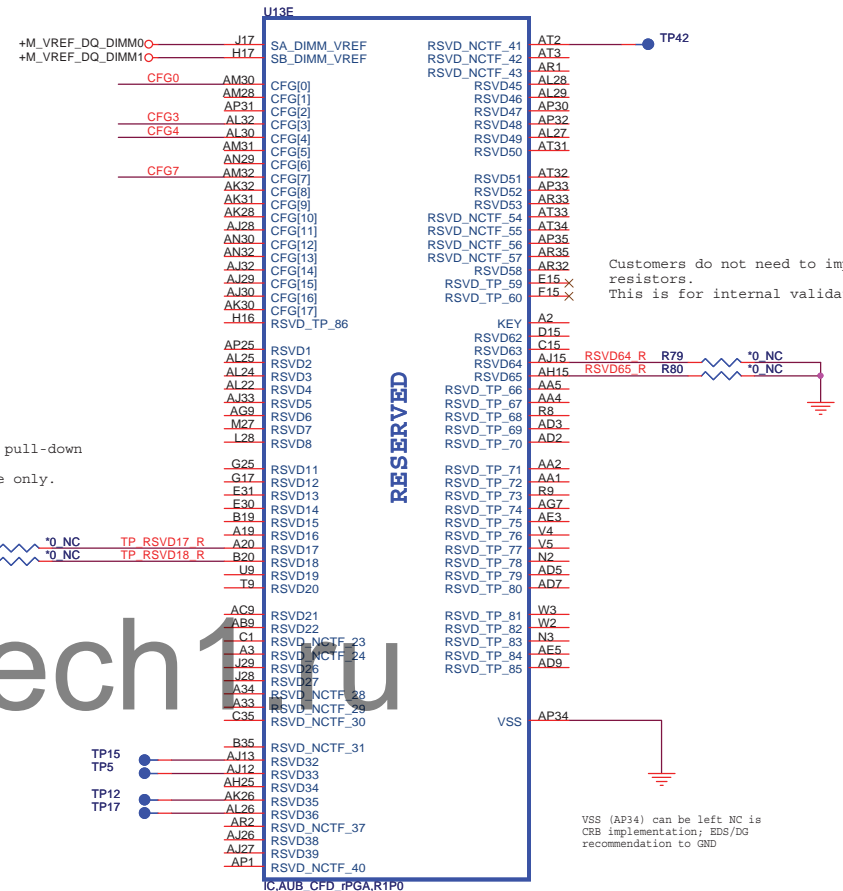 U13E
+M_VREF_DQ_DIMM0 J17 SA_DIMM_VREF
+M_VREF_DQ_DIMM1 H17 SB_DIMM_VREF
CFG0 AM30 CFG[0]
AM28 CFG[1]
AP31 CFG[2]
CFG3 AL32 CFG[3]
CFG4 AL30 CFG[4]
AM31 CFG[5]
AN29 CFG[6]
CFG7 AM32 CFG[7]
AK32 CFG[8]
AK31 CFG[9]
AK28 CFG[10]
AJ28 CFG[11]
AN30 CFG[12]
AN32 CFG[13]
AJ32 CFG[14]
AJ29 CFG[15]
AJ30 CFG[16]
AK30 CFG[17]
H16 RSVD_TP_86
AP25 RSVD1
AL25 RSVD2
AL24 RSVD3
AL22 RSVD4
AJ33 RSVD5
AG9 RSVD6
M27 RSVD7
L28 RSVD8
pull-down
e only.
G25 RSVD11
G17 RSVD12
E31 RSVD13
E30 RSVD14
B19 RSVD15
A19 RSVD16
*0_NC TP_RSVD17_R A20 RSVD17
*0_NC TP_RSVD18_R B20 RSVD18
U9 RSVD19
T9 RSVD20
AC9 RSVD21
AB9 RSVD22
C1 RSVD_NCTF_23
A3 RSVD_NCTF_24
J29 RSVD26
J28 RSVD27
A34 RSVD_NCTF_28
A33 RSVD_NCTF_29
C35 RSVD_NCTF_30
B35 RSVD_NCTF_31
TP15 AJ13 RSVD32
TP5 AJ12 RSVD33
AH25 RSVD34
TP12 AK26 RSVD35
TP17 AL26 RSVD36
AR2 RSVD_NCTF_37
AJ26 RSVD38
AJ27 RSVD39
AP1 RSVD_NCTF_40
RESERVED
RSVD_NCTF_41 AT2 TP42
RSVD_NCTF_42 AT3
RSVD_NCTF_43 AR1
RSVD45 AL28
RSVD46 AL29
RSVD47 AP30
RSVD48 AP32
RSVD49 AL27
RSVD50 AT31
RSVD51 AT32
RSVD52 AP33
RSVD53 AR33
RSVD_NCTF_54 AT33
RSVD_NCTF_55 AT34
RSVD_NCTF_56 AP35
RSVD_NCTF_57 AR35
RSVD58 AR32
RSVD_TP_59 E15
RSVD_TP_60 F15
Customers do not need to im
resistors.
This is for internal valida
KEY A2
RSVD62 D15
RSVD63 C15
RSVD64 AJ15 RSVD64_R R79 *0_NC
RSVD65 AH15 RSVD65_R R80 *0_NC
RSVD_TP_66 AA5
RSVD_TP_67 AA4
RSVD_TP_68 R8
RSVD_TP_69 AD3
RSVD_TP_70 AD2
RSVD_TP_71 AA2
RSVD_TP_72 AA1
RSVD_TP_73 R9
RSVD_TP_74 AG7
RSVD_TP_75 AE3
RSVD_TP_76 V4
RSVD_TP_77 V5
RSVD_TP_78 N2
RSVD_TP_79 AD5
RSVD_TP_80 AD7
RSVD_TP_81 W3
RSVD_TP_82 W2
RSVD_TP_83 N3
RSVD_TP_84 AE5
RSVD_TP_85 AD9
VSS AP34
VSS (AP34) can be left NC is
CRB implementation; EDS/DG
recommendation to GND
IC,AUB_CFD_rPGA,R1P0
ech1.ru